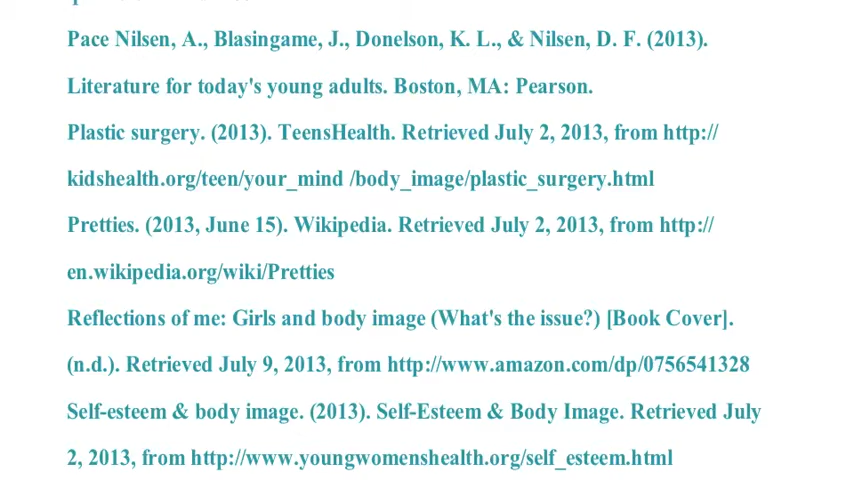 Pace Nilsen, A., Blasingame, J., Donelson, K. L., & Nilsen, D. F. (2013).
Literature for today's young adults. Boston, MA: Pearson.
Plastic surgery. (2013). TeensHealth. Retrieved July 2, 2013, from http://
kidshealth.org/teen/your_mind /body_image/plastic_surgery.html
Pretties. (2013, June 15). Wikipedia. Retrieved July 2, 2013, from http://
en.wikipedia.org/wiki/Pretties
Reflections of me: Girls and body image (What's the issue?) [Book Cover].
(n.d.). Retrieved July 9, 2013, from http://www.amazon.com/dp/0756541328
Self-esteem & body image. (2013). Self-Esteem & Body Image. Retrieved July
2, 2013, from http://www.youngwomenshealth.org/self_esteem.html